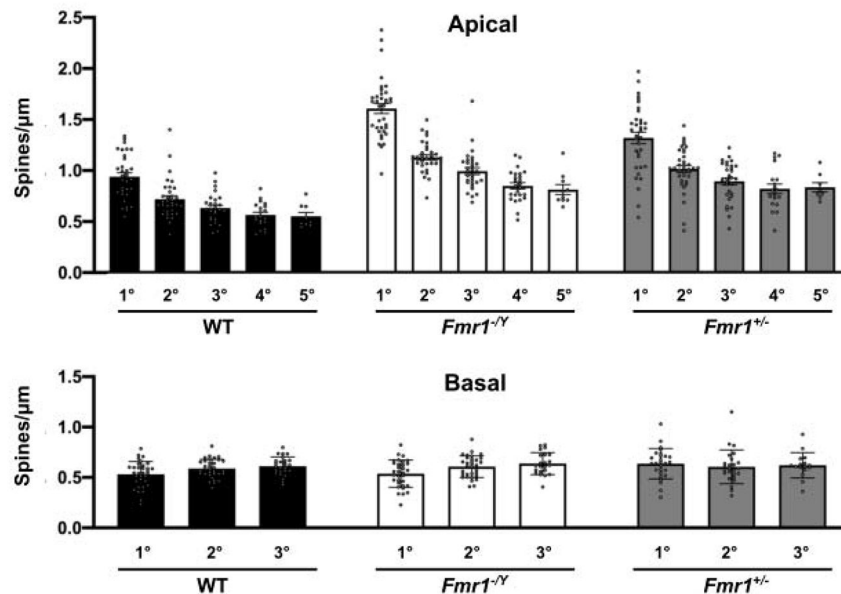 Apical
Spines/µm
2.5
2.0
1.5
1.0
0.5
0.0
1° 2° 3° 4° 5° 1° 2° 3° 4° 5° 1° 2° 3° 4° 5°
WT Fmr1-/Y Fmr1+/-
Basal
Spines/µm
1.5
1.0
0.5
0.0
1° 2° 3° 1° 2° 3° 1° 2° 3°
WT Fmr1-/Y Fmr1+/-